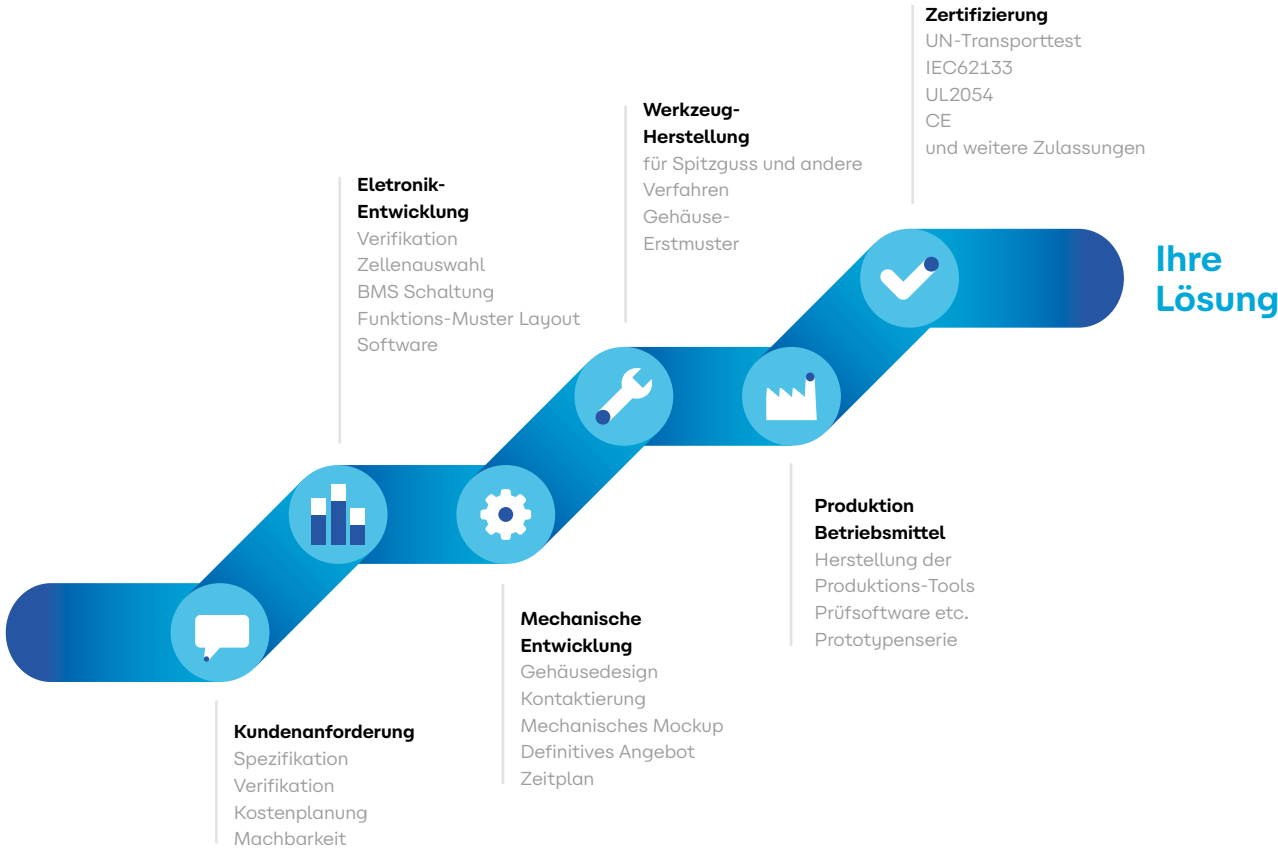 Zertifizierung
UN-Transporttest
IEC62133
UL2054
CE
und weitere Zulassungen
Werkzeug-
Herstellung
für Spitzguss und andere
Verfahren
Gehäuse-
Erstmuster
Eletronik-
Entwicklung
Verifikation
Zellenauswahl
BMS Schaltung
Funktions-Muster Layout
Software
Ihre
Lösung
Produktion
Betriebsmittel
Herstellung der
Produktions-Tools
Prüfsoftware etc.
Prototypenserie
Mechanische
Entwicklung
Gehäusedesign
Kontaktierung
Mechanisches Mockup
Definitives Angebot
Zeitplan
Kundenanforderung
Spezifikation
Verifikation
Kostenplanung
Machbarkeit